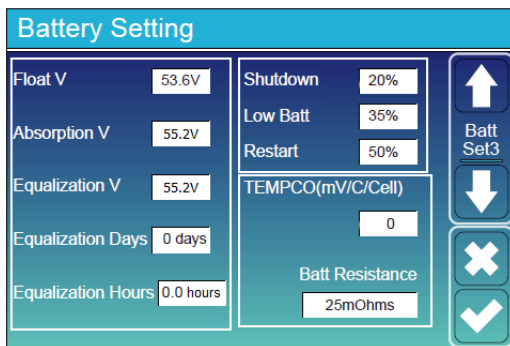 Battery Setting
Float V 53.6V
Absorption V 55.2V
Equalization V 55.2V
Equalization Days 0 days
Equalization Hours 0.0 hours
Shutdown 20%
Low Batt 35%
Restart 50%
TEMPCO(mV/C/Cell)
0
Batt Resistance
25mOhms
Batt
Set3